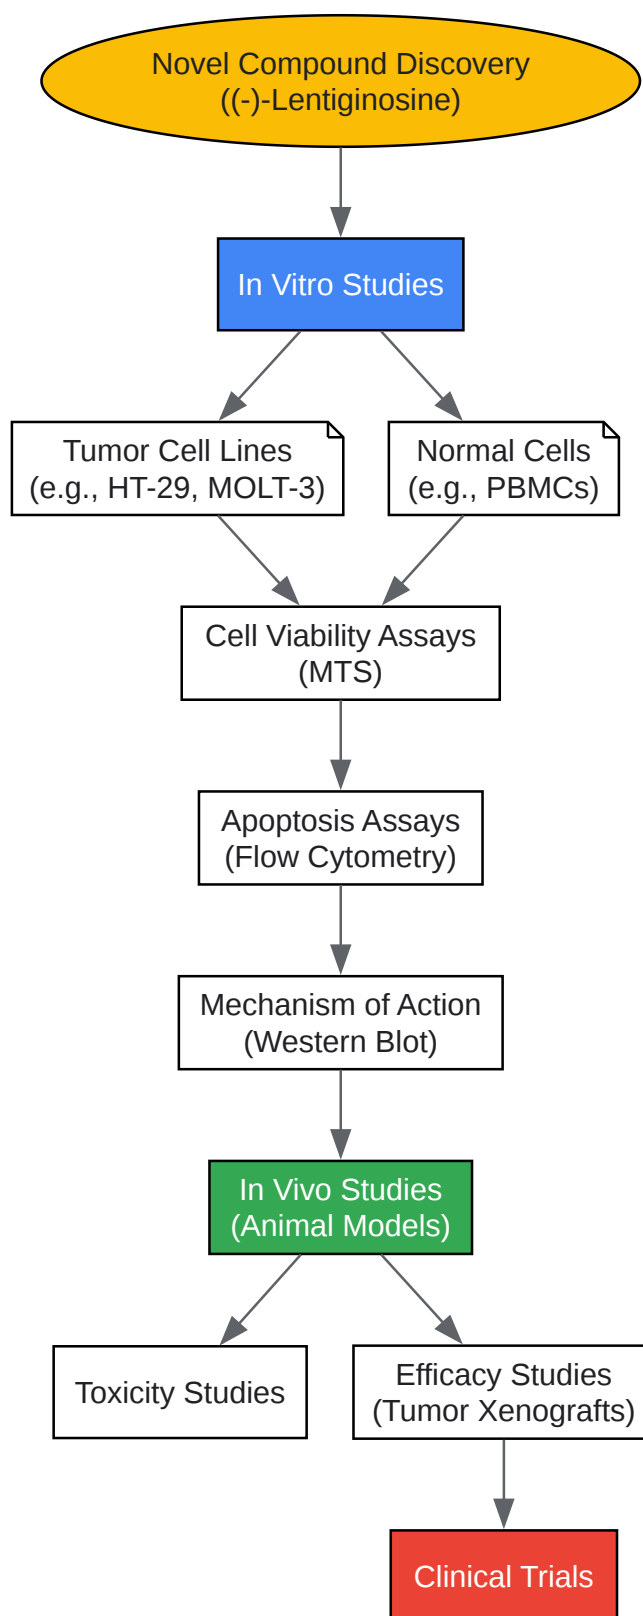 Novel Compound Discovery
((-)-Lentiginosine)
In Vitro Studies
Tumor Cell Lines
(e.g., HT-29, MOLT-3)
Normal Cells
(e.g., PBMCs)
Cell Viability Assays
(MTS)
Apoptosis Assays
(Flow Cytometry)
Mechanism of Action
(Western Blot)
In Vivo Studies
(Animal Models)
Toxicity Studies
Efficacy Studies
(Tumor Xenografts)
Clinical Trials